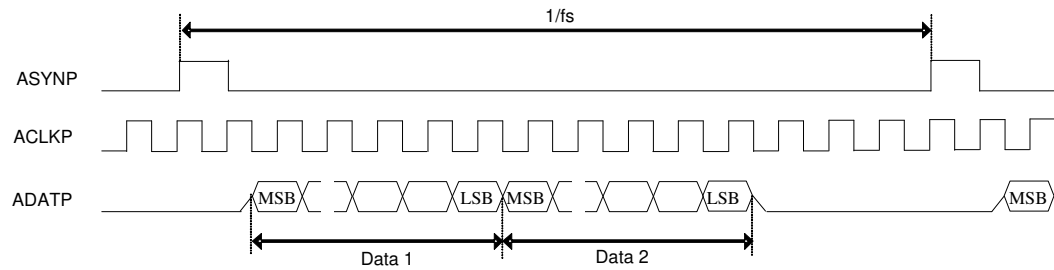 1/fs
ASYNP
ACLKP
ADATP MSB LSB MSB LSB MSB
Data 1 Data 2